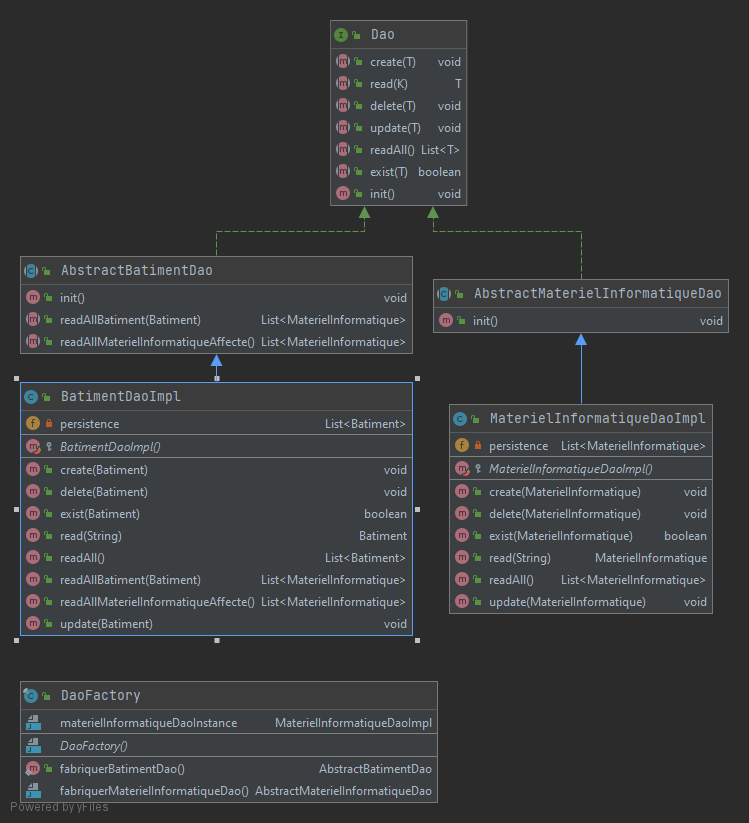 Dao
create(T) void
read(K) T
delete(T) void
update(T) void
readAll() List<T>
exist(T) boolean
init() void
AbstractBatimentDao
init() void
readAllBatiment(Batiment) List<MaterielInformatique>
readAllMaterielInformatiqueAffecte() List<MaterielInformatique>
AbstractMaterielInformatiqueDao
init() void
BatimentDaoImpl
persistence List<Batiment>
BatimentDaoImpl()
create(Batiment) void
delete(Batiment) void
exist(Batiment) boolean
read(String) Batiment
readAll() List<Batiment>
readAllBatiment(Batiment) List<MaterielInformatique>
readAllMaterielInformatiqueAffecte() List<MaterielInformatique>
update(Batiment) void
MaterielInformatiqueDaoImpl
persistence List<MaterielInformatique>
MaterielInformatiqueDaoImpl()
create(MaterielInformatique) void
delete(MaterielInformatique) void
exist(MaterielInformatique) boolean
read(String) MaterielInformatique
readAll() List<MaterielInformatique>
update(MaterielInformatique) void
DaoFactory
materielInformatiqueDaoInstance MaterielInformatiqueDaoImpl
DaoFactory()
fabriquerBatimentDao() AbstractBatimentDao
fabriquerMaterielInformatiqueDao() AbstractMaterielInformatiqueDao
Powered by yFiles